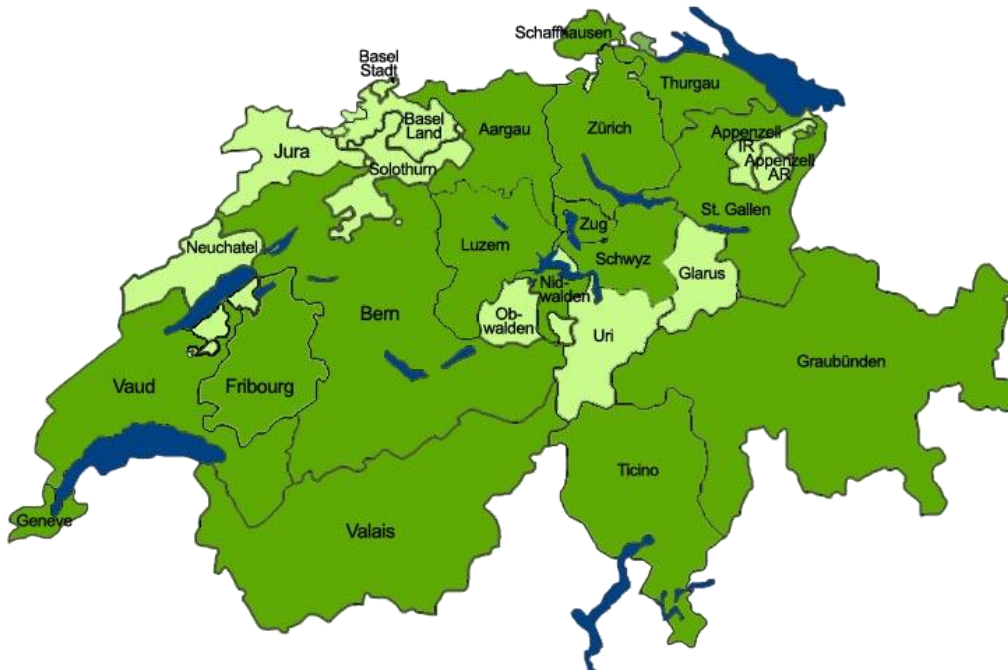 Schaffhausen
Basel
Stadt
Thurgau
Basel
Land
Aargau
Zürich
Appenzell
IR
Jura
Solothurn
Appenzell
AR
St. Gallen
Zug
Neuchatel
Luzern
Schwyz
Glarus
Nid-
walden
Bern
Ob-
walden
Uri
Graubünden
Vaud
Fribourg
Ticino
Geneve
Valais